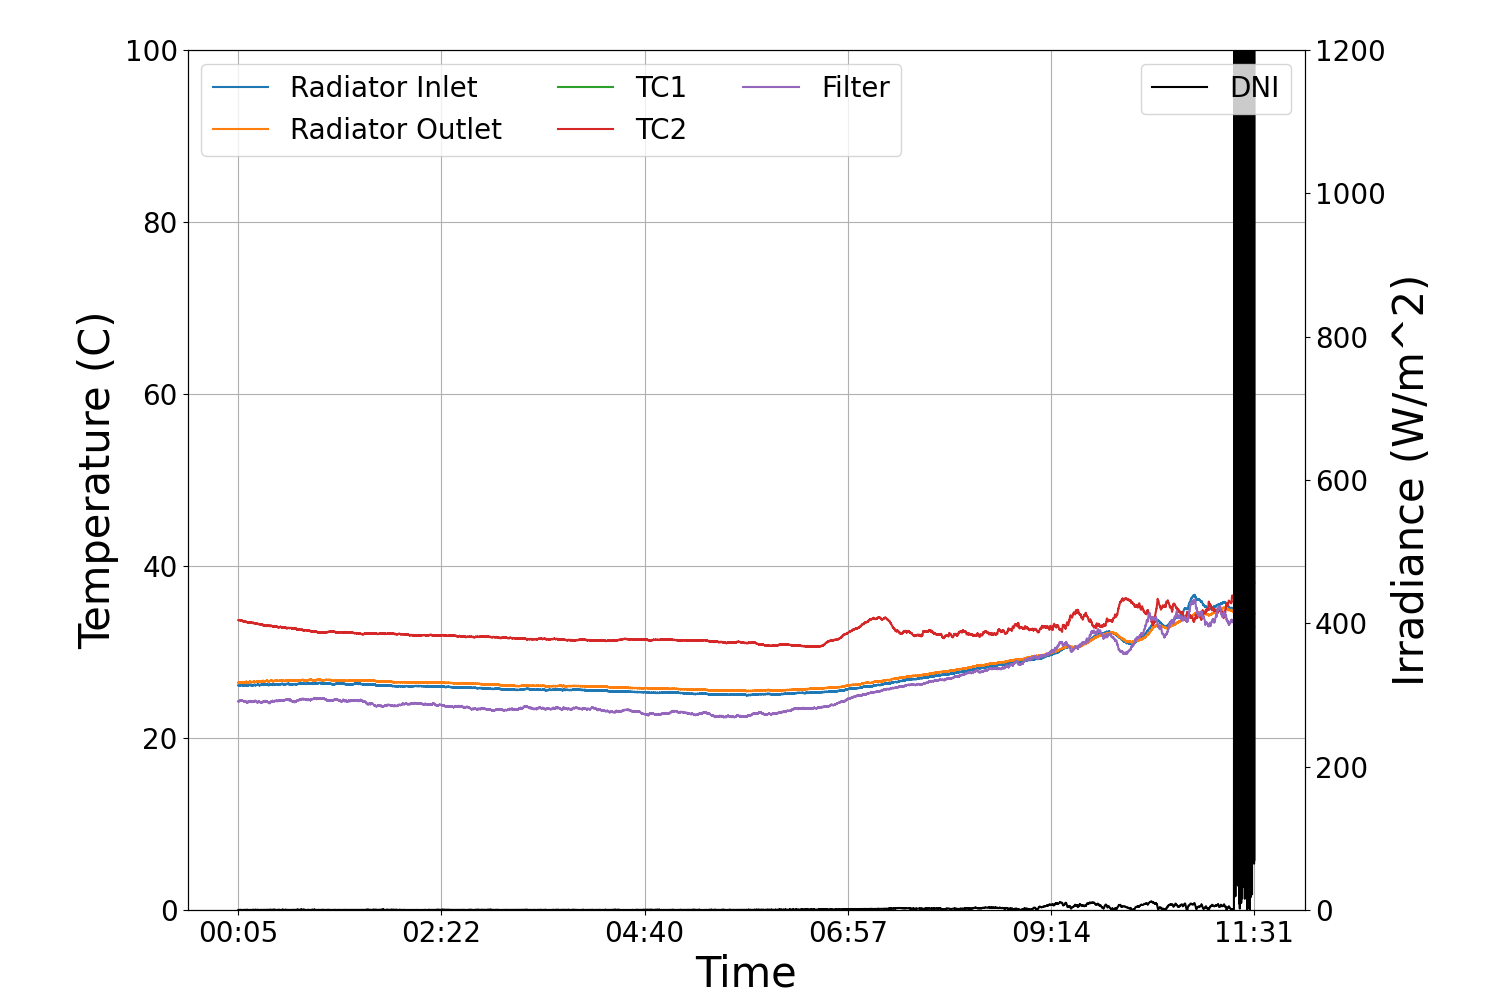 100
80
60
40
20
0
Temperature (C)
Radiator Inlet
Radiator Outlet
TC1
TC2
Filter
DNI
1200
1000
800
600
400
200
0
Irradiance (W/m^2)
00:05 02:22 04:40 06:57 09:14 11:31
Time